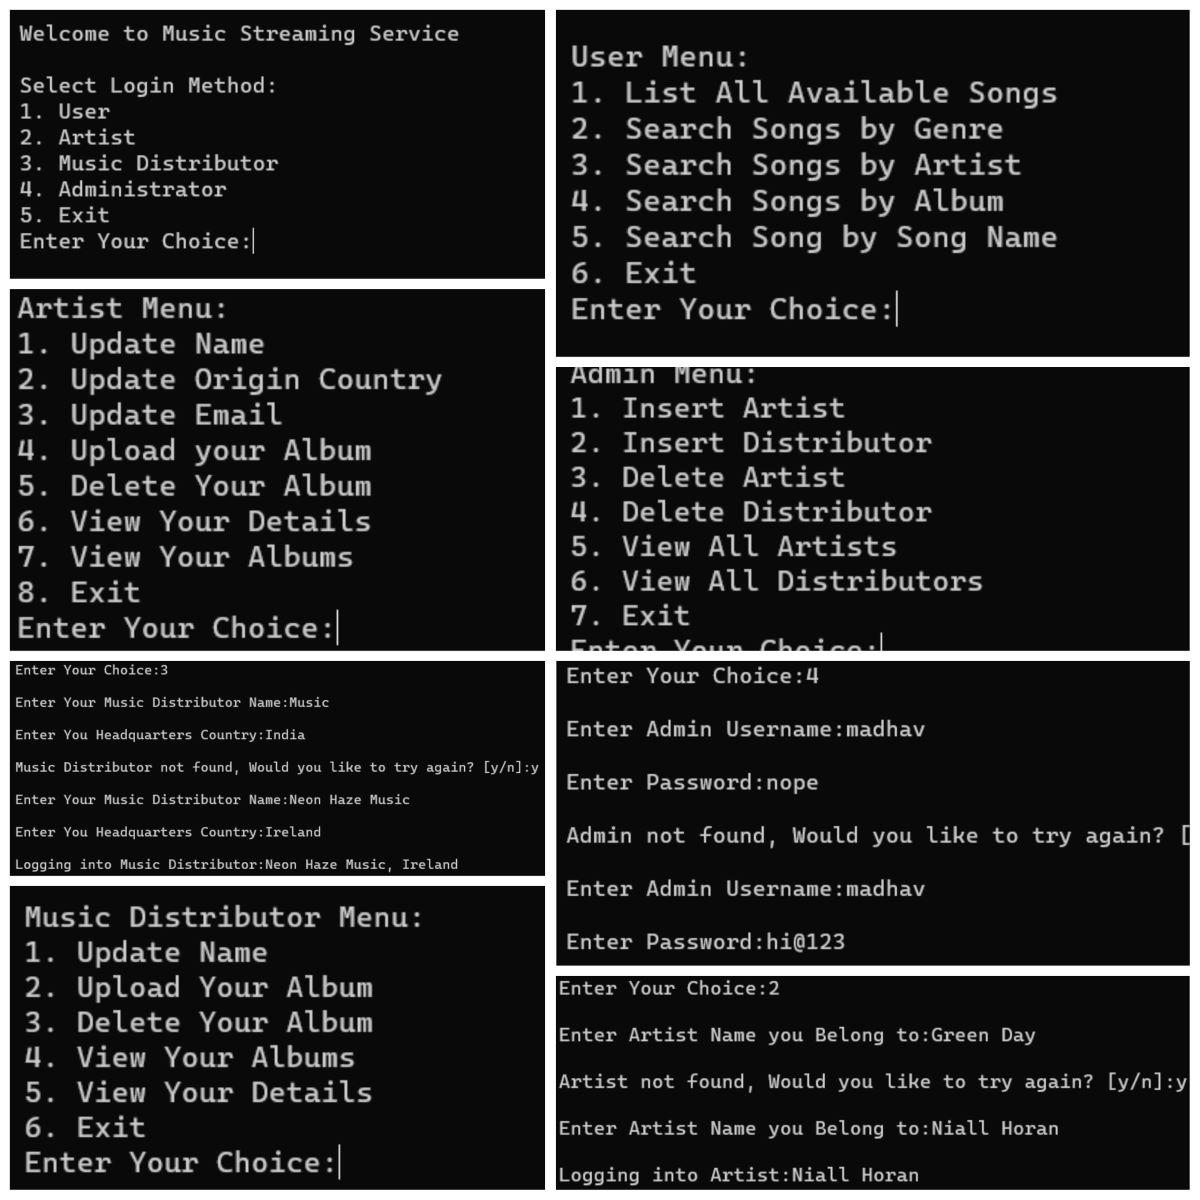 Welcome to Music Streaming Service
Select Login Method:
1. User
2. Artist
3. Music Distributor
4. Administrator
5. Exit
Enter Your Choice:
User Menu:
1. List All Available Songs
2. Search Songs by Genre
3. Search Songs by Artist
4. Search Songs by Album
5. Search Song by Song Name
6. Exit
Enter Your Choice:
Artist Menu:
1. Update Name
2. Update Origin Country
3. Update Email
4. Upload your Album
5. Delete Your Album
6. View Your Details
7. View Your Albums
8. Exit
Enter Your Choice:
Admin Menu:
1. Insert Artist
2. Insert Distributor
3. Delete Artist
4. Delete Distributor
5. View All Artists
6. View All Distributors
7. Exit
Enter Your Choice:
Enter Your Choice:3
Enter Your Music Distributor Name:Music
Enter You Headquarters Country:India
Music Distributor not found, Would you like to try again? [y/n]:y
Enter Your Music Distributor Name:Neon Haze Music
Enter You Headquarters Country:Ireland
Logging into Music Distributor:Neon Haze Music, Ireland
Enter Your Choice:4
Enter Admin Username:madhav
Enter Password:nope
Admin not found, Would you like to try again? [
Enter Admin Username:madhav
Enter Password:hi@123
Music Distributor Menu:
1. Update Name
2. Upload Your Album
3. Delete Your Album
4. View Your Albums
5. View Your Details
6. Exit
Enter Your Choice:
Enter Your Choice:2
Enter Artist Name you Belong to:Green Day
Artist not found, Would you like to try again? [y/n]:y
Enter Artist Name you Belong to:Niall Horan
Logging into Artist:Niall Horan